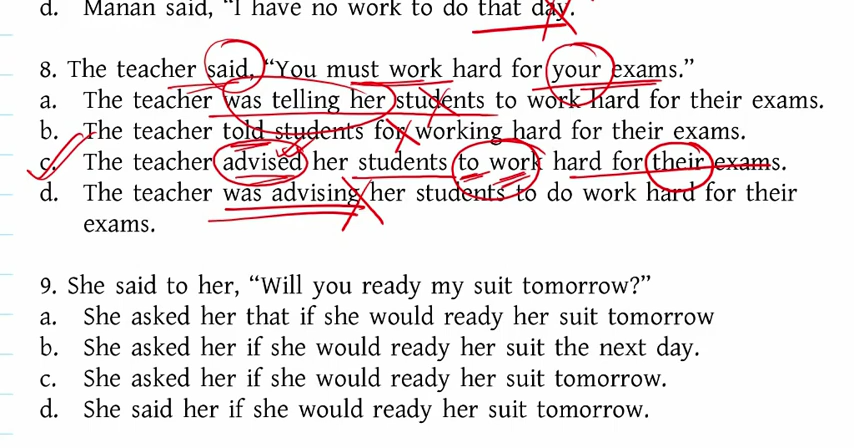 d. Manan said, "I have no work to do that day."
8. The teacher said, "You must work hard for your exams."
a. The teacher was telling her students to work hard for their exams.
b. The teacher told students for working hard for their exams.
c. The teacher advised her students to work hard for their exams.
d. The teacher was advising her students to do work hard for their
exams.
9. She said to her, "Will you ready my suit tomorrow?"
a. She asked her that if she would ready her suit tomorrow
b. She asked her if she would ready her suit the next day.
c. She asked her if she would ready her suit tomorrow.
d. She said her if she would ready her suit tomorrow.